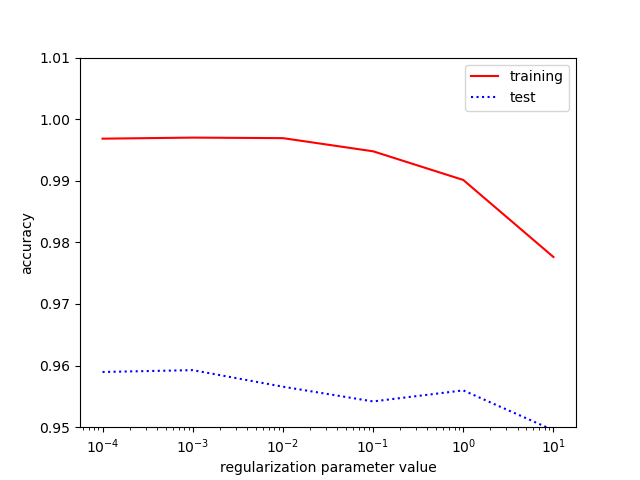 1.01
1.00
0.99
0.98
0.97
0.96
0.95
accuracy
training
test
10⁻⁴ 10⁻³ 10⁻² 10⁻¹ 10⁰ 10¹
regularization parameter value